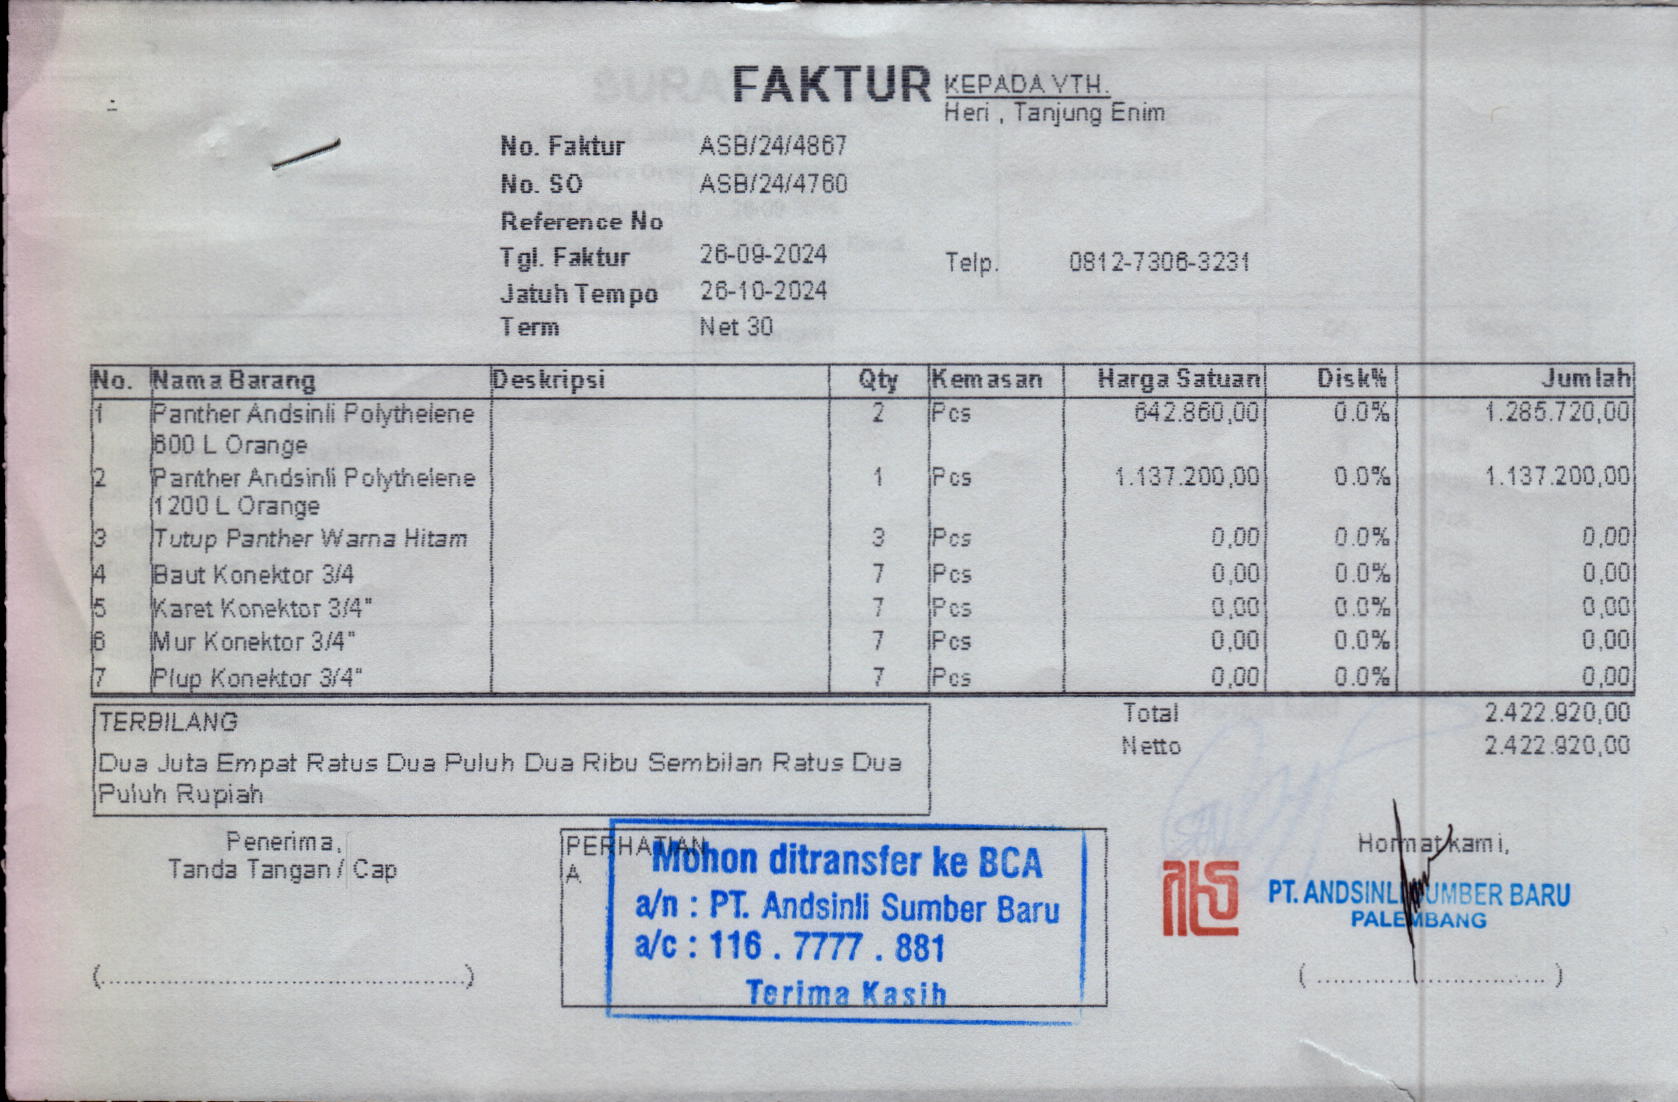 FAKTUR
KEPADA YTH.
Heri , Tanjung Enim
No. Faktur ASB/24/4867
No. SO ASB/24/4760
Reference No
Tgl. Faktur 26-09-2024
Telp. 0812-7306-3231
Jatuh Tempo 26-10-2024
Term Net 30
No. Nama Barang Deskripsi Qty Kemasan Harga Satuan Disk% Jumlah
1 Panther Andsinli Polythelene 2 Pcs 642.860,00 0.0% 1.285.720,00
600 L Orange
2 Panther Andsinli Polythelene 1 Pcs 1.137.200,00 0.0% 1.137.200,00
1200 L Orange
3 Tutup Panther Warna Hitam 3 Pcs 0,00 0.0% 0,00
4 Baut Konektor 3/4 7 Pcs 0,00 0.0% 0,00
5 Karet Konektor 3/4" 7 Pcs 0,00 0.0% 0,00
6 Mur Konektor 3/4" 7 Pcs 0,00 0.0% 0,00
7 Plup Konektor 3/4" 7 Pcs 0,00 0.0% 0,00
Total 2.422.920,00
Netto 2.422.920,00
TERBILANG
Dua Juta Empat Ratus Dua Puluh Dua Ribu Sembilan Ratus Dua
Puluh Rupiah
Penerima,
Tanda Tangan / Cap
(..............................................)
PERHATIAN
A
Mohon ditransfer ke BCA
a/n : PT. Andsinli Sumber Baru
a/c : 116 . 7777 . 881
Terima Kasih
Hormat kami,
PT. ANDSINLI SUMBER BARU
PALEMBANG
(..............................)